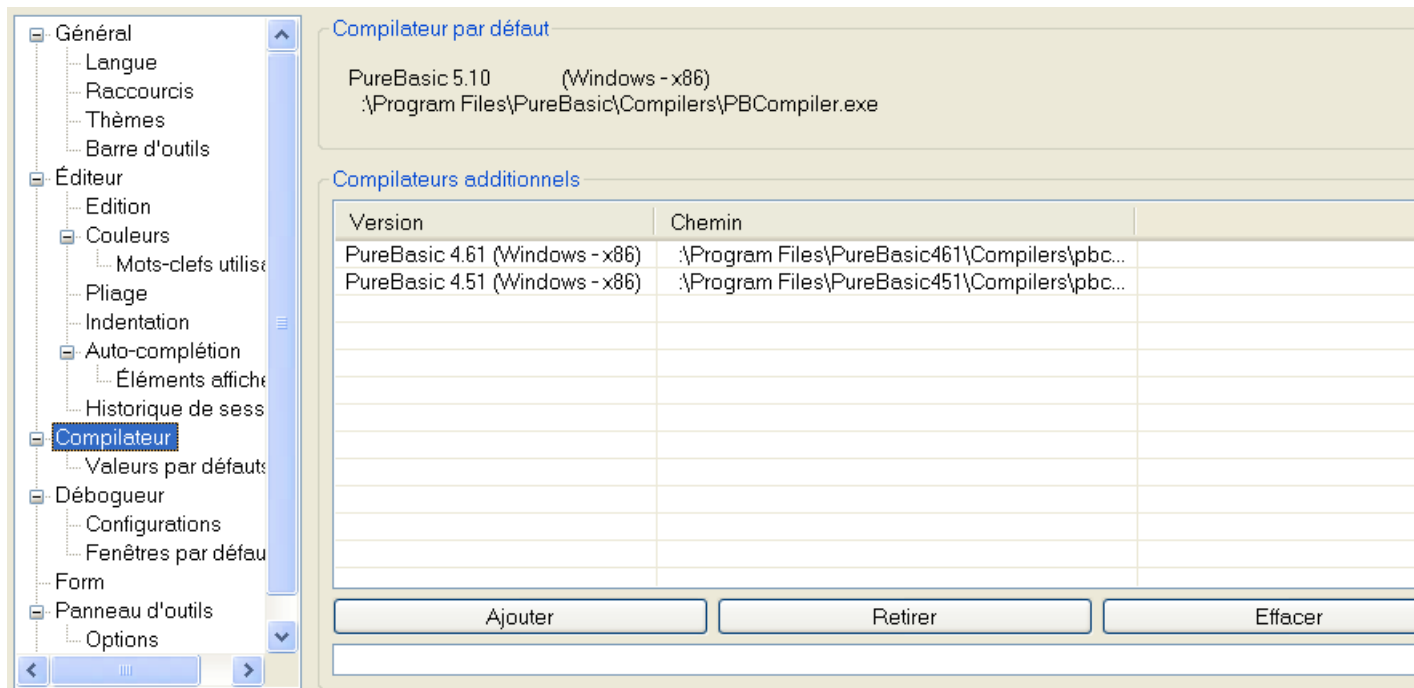 Général
Langue
Raccourcis
Thèmes
Barre d'outils
Éditeur
Edition
Couleurs
Mots-clefs utilisa
Pliage
Indentation
Auto-complétion
Éléments affiche
Historique de sess
Compilateur
Valeurs par défauts
Débogueur
Configurations
Fenêtres par défau
Form
Panneau d'outils
Options
Compilateur par défaut
PureBasic 5.10 (Windows - x86)
:\Program Files\PureBasic\Compilers\PBCompiler.exe
Compilateurs additionnels
Version Chemin
PureBasic 4.61 (Windows - x86) :\Program Files\PureBasic461\Compilers\pbc...
PureBasic 4.51 (Windows - x86) :\Program Files\PureBasic451\Compilers\pbc...
Ajouter Retirer Effacer